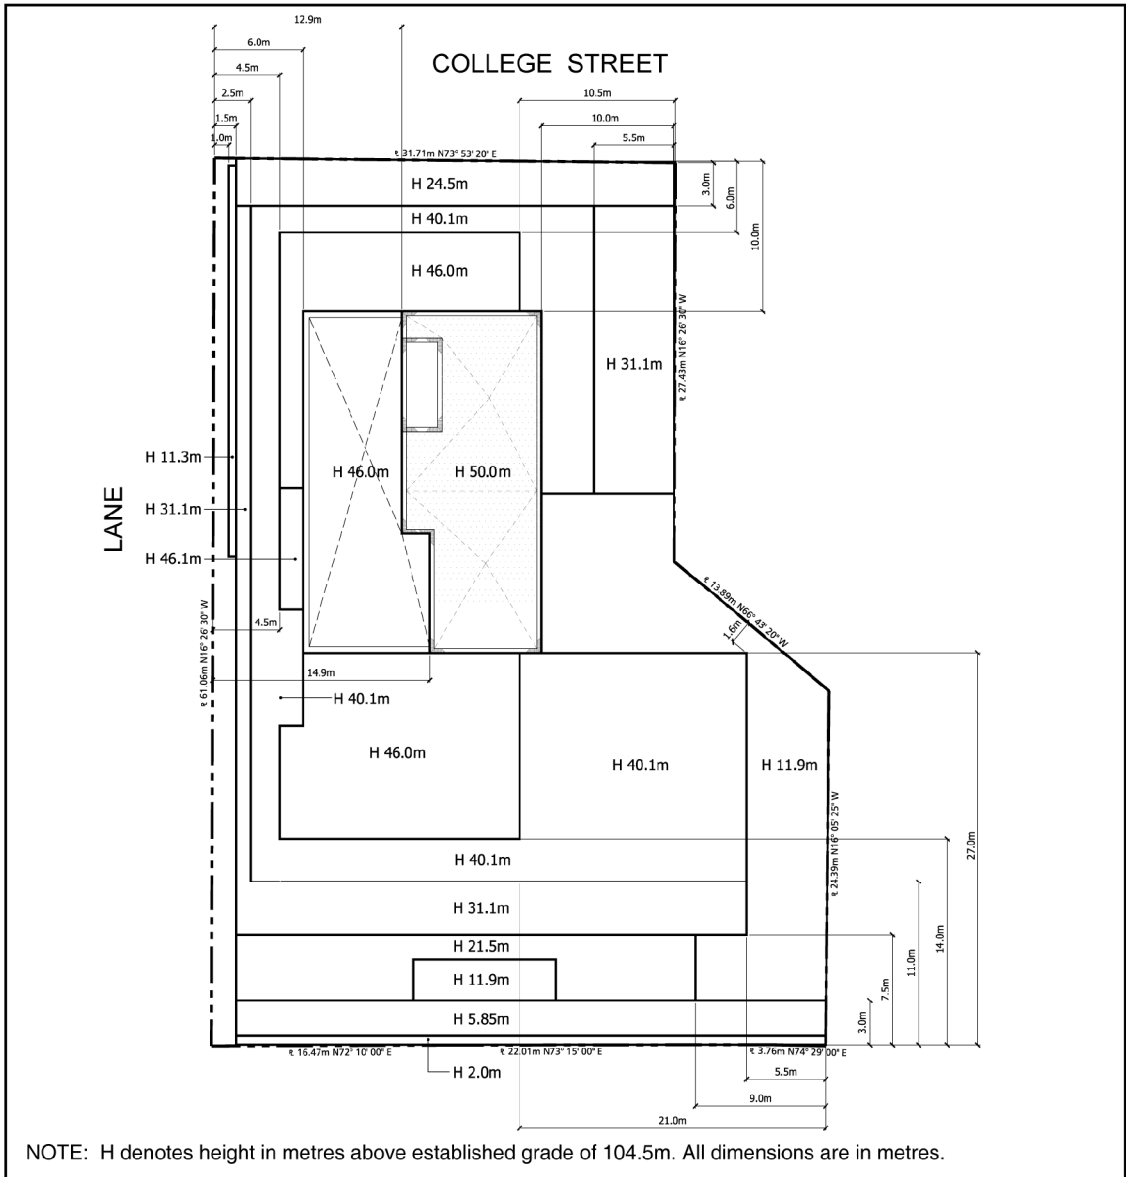 12.9m
6.0m
COLLEGE STREET
4.5m
2.5m
10.5m
1.5m
10.0m
1.0m
5.5m
℄ 31.71m N73° 53' 20" E
H 24.5m
3.0m
6.0m
10.0m
H 40.1m
H 46.0m
℄ 27.43m N16° 26' 30" W
H 31.1m
H 11.3m
H 46.0m
H 50.0m
LANE
H 31.1m
H 46.1m
℄ 13.89m N66° 43' 20" W
4.5m
1.6m
℄ 61.06m N16° 26' 30" W
14.9m
H 40.1m
H 46.0m
H 40.1m
H 11.9m
℄ 24.39m N16° 05' 25" W
27.0m
H 40.1m
14.0m
H 31.1m
11.0m
H 21.5m
7.5m
H 11.9m
H 5.85m
3.0m
℄ 16.47m N72° 10' 00" E
℄ 22.01m N73° 15' 00" E
℄ 3.76m N74° 29' 00" E
H 2.0m
5.5m
9.0m
21.0m
NOTE: H denotes height in metres above established grade of 104.5m. All dimensions are in metres.